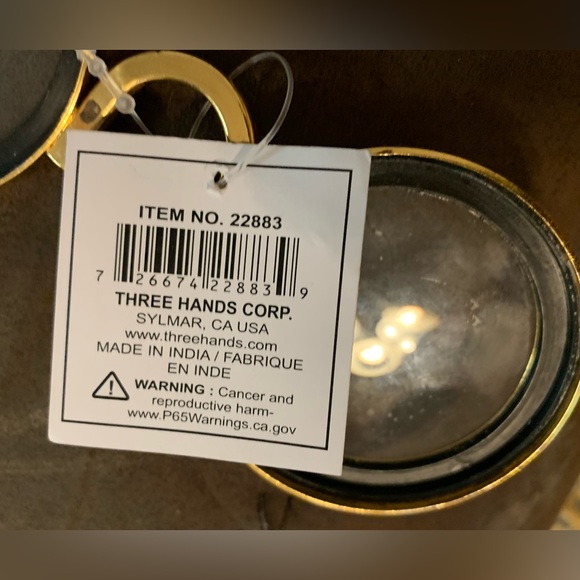 ITEM NO. 22883
7 26674 22883 9
THREE HANDS CORP.
SYLMAR, CA USA
www.threehands.com
MADE IN INDIA / FABRIQUE
EN INDE
WARNING : Cancer and
reproductive harm-
www.P65Warnings.ca.gov